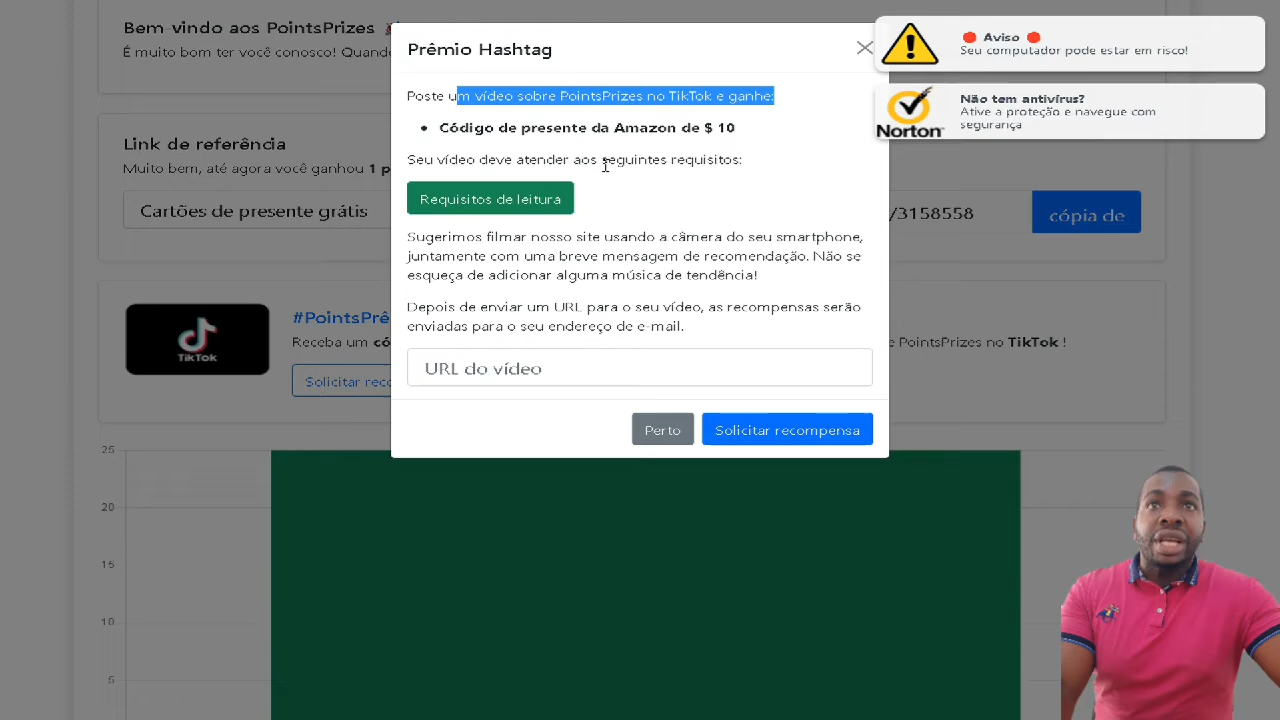 Bem-vindo aos PointsPrizes
É muito bom ter você conosco! Quando
Prêmio Hashtag
Poste um vídeo sobre PointsPrizes no TikTok e ganhe:
• Código de presente da Amazon de $ 10
Seu vídeo deve atender aos seguintes requisitos:
Requisitos de leitura
Sugerimos filmar nosso site usando a câmera do seu smartphone,
juntamente com uma breve mensagem de recomendação. Não se
esqueça de adicionar alguma música de tendência!
Depois de enviar um URL para o seu vídeo, as recompensas serão
enviadas para o seu endereço de e-mail.
URL do vídeo
Perto
Solicitar recompensa
Aviso
Seu computador pode estar em risco!
Não tem antivírus?
Ative a proteção e navegue com
segurança
Norton
Link de referência
Muito bem, até agora você ganhou 1 p
Cartões de presente grátis
/3158558
cópia de
TikTok
#PointsPrê
Receba um có
e PointsPrizes no TikTok !
Solicitar reco
25
20
15
10
5